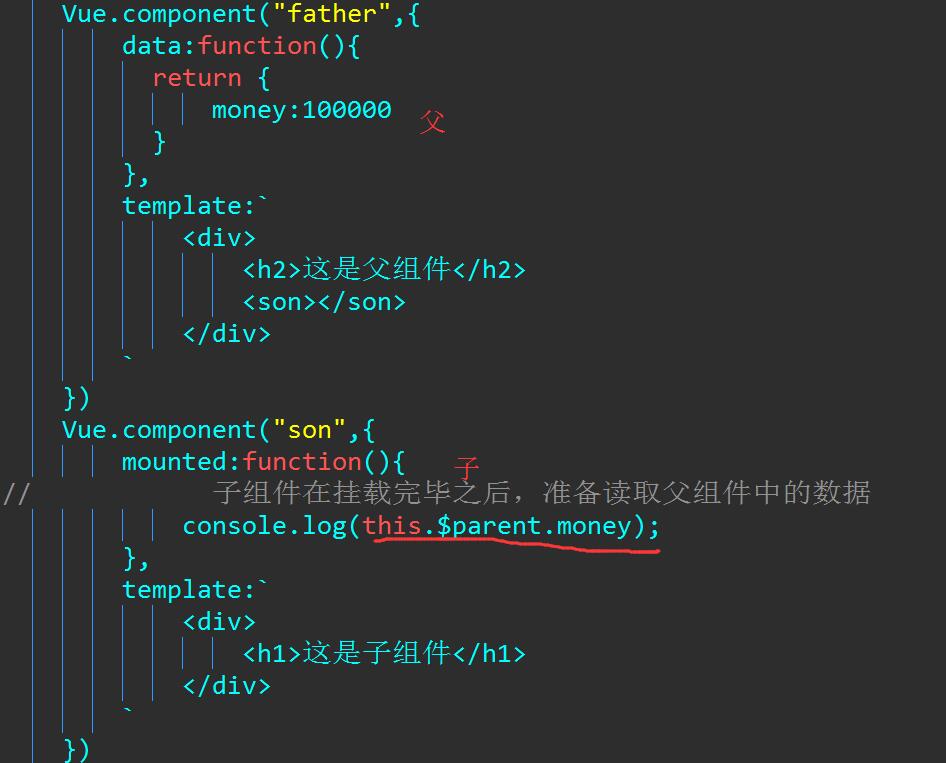 Vue.component("father",{
data:function(){
return {
money:100000 父
}
},
template:`
<div>
<h2>这是父组件</h2>
<son></son>
</div>
`
})
Vue.component("son",{
mounted:function(){ 子
// 子组件在挂载完毕之后，准备读取父组件中的数据
console.log(this.$parent.money);
},
template:`
<div>
<h1>这是子组件</h1>
</div>
`
})